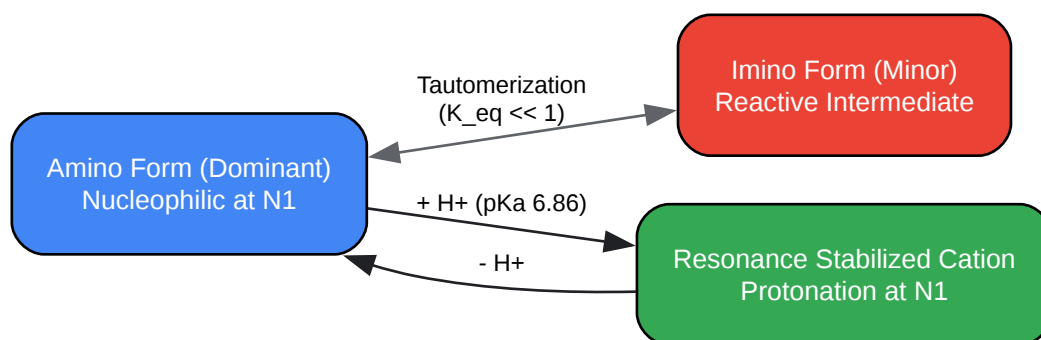 Imino Form (Minor)
Reactive Intermediate
Tautomerization
(K_eq << 1)
Amino Form (Dominant)
Nucleophilic at N1
+ H+ (pKa 6.86)
- H+
Resonance Stabilized Cation
Protonation at N1